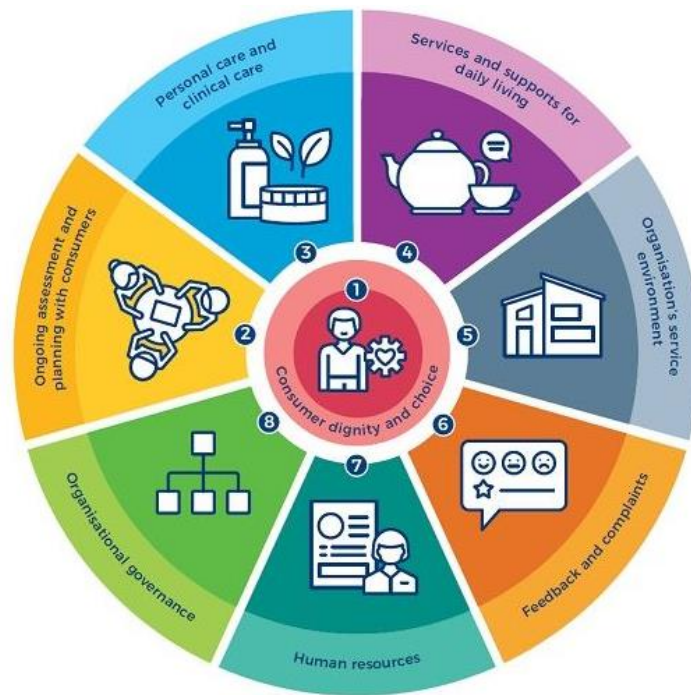 1
Consumer dignity and choice
2
Ongoing assessment and
planning with consumers
3
Personal care and
clinical care
4
Services and supports for
daily living
5
Organisation's service
environment
6
Feedback and complaints
7
Human resources
8
Organisational governance